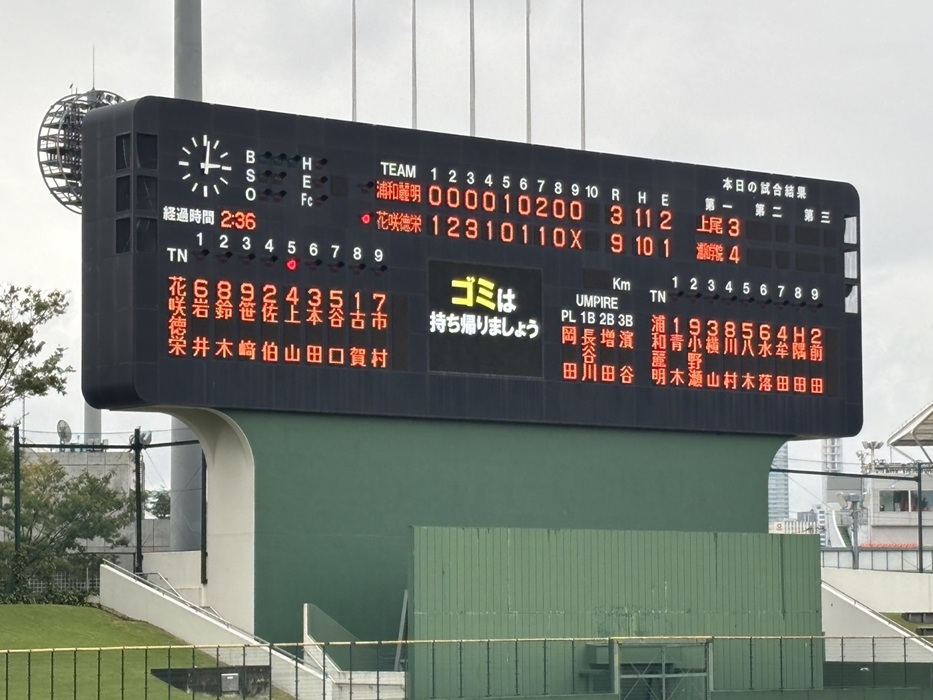 TEAM 1 2 3 4 5 6 7 8 9 10 R H E
浦和麗明 0 0 0 0 1 0 2 0 0 3 11 2
花咲徳栄 1 2 3 1 0 1 1 0 X 9 10 1
B H
S E
O Fc
経過時間 2:36
本日の試合結果
第一 第二 第三
上尾 3
4
1 2 3 4 5 6 7 8 9
TN
花咲徳栄
6 8 9 2 4 3 5 1 7
岩井 鈴木 笹崎 佐伯 上山 本田 谷口 古賀 市村
ゴミは
持ち帰りましょう
Km
UMPIRE
PL 1B 2B 3B
岡田 長谷川 増田 濱谷
1 2 3 4 5 6 7 8 9
TN
浦和麗明
1 9 3 8 5 6 4 H 2
青木 小野瀬 横山 川村 八木 水落 牟田 隅田 前田